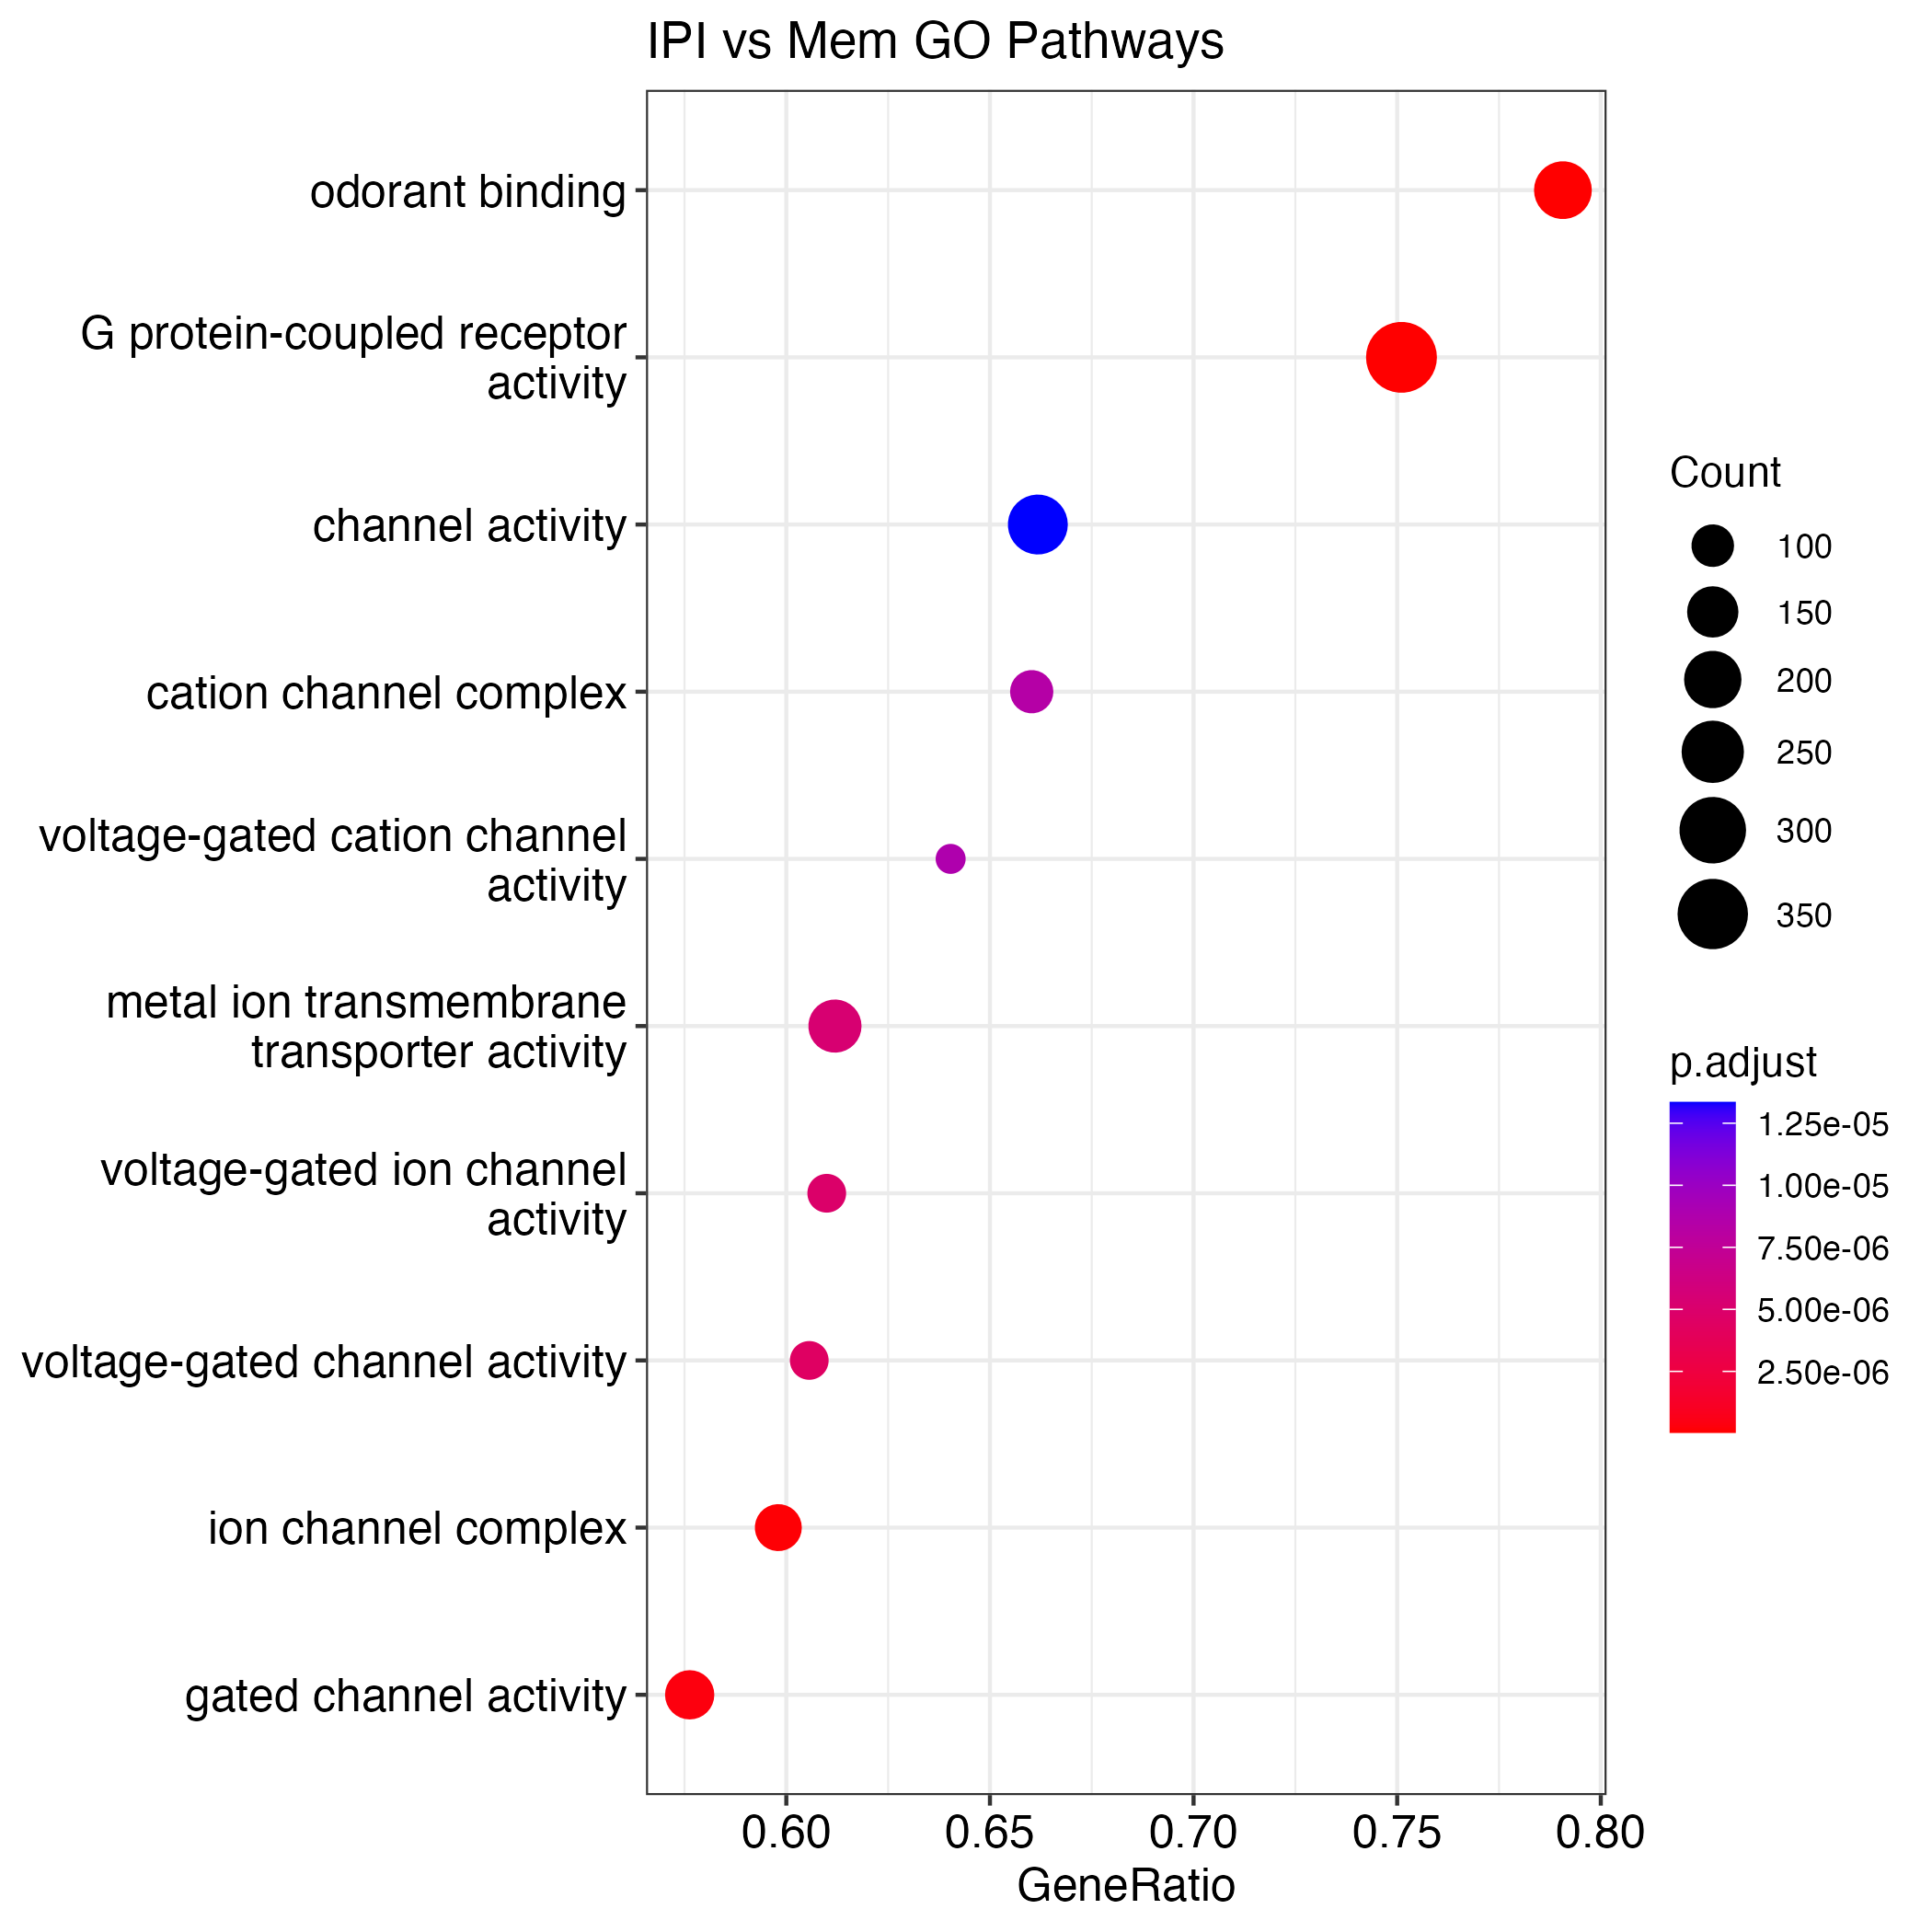 IPI vs Mem GO Pathways
odorant binding
G protein-coupled receptor
activity
channel activity
cation channel complex
voltage-gated cation channel
activity
metal ion transmembrane
transporter activity
voltage-gated ion channel
activity
voltage-gated channel activity
ion channel complex
gated channel activity
0.60 0.65 0.70 0.75 0.80
GeneRatio
Count
100
150
200
250
300
350
p.adjust
1.25e-05
1.00e-05
7.50e-06
5.00e-06
2.50e-06